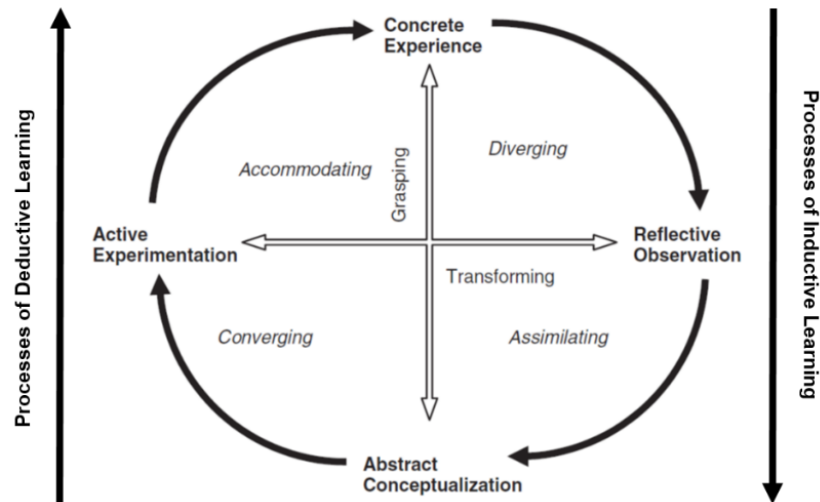 Concrete
Experience
Processes of Deductive Learning
Processes of Inductive Learning
Accommodating
Grasping
Diverging
Active
Experimentation
Reflective
Observation
Transforming
Converging
Assimilating
Abstract
Conceptualization